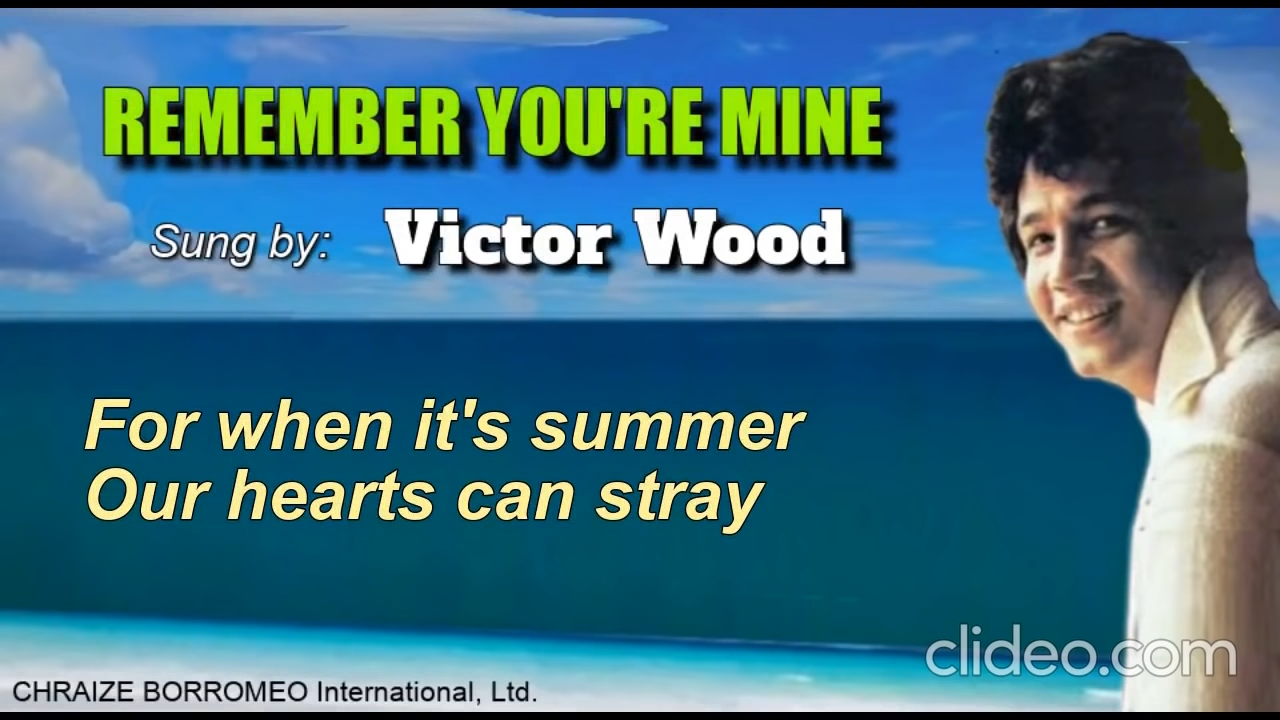 REMEMBER YOU'RE MINE
Sung by: Victor Wood
For when it's summer
Our hearts can stray
clideo.com
CHRAIZE BORROMEO International, Ltd.